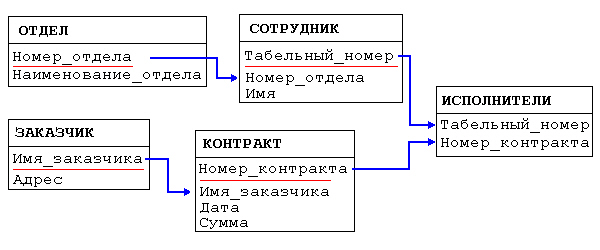 ОТДЕЛ
Номер_отдела
Наименование_отдела
СОТРУДНИК
Табельный_номер
Номер_отдела
Имя
ИСПОЛНИТЕЛИ
Табельный_номер
Номер_контракта
ЗАКАЗЧИК
Имя_заказчика
Адрес
КОНТРАКТ
Номер_контракта
Имя_заказчика
Дата
Сумма